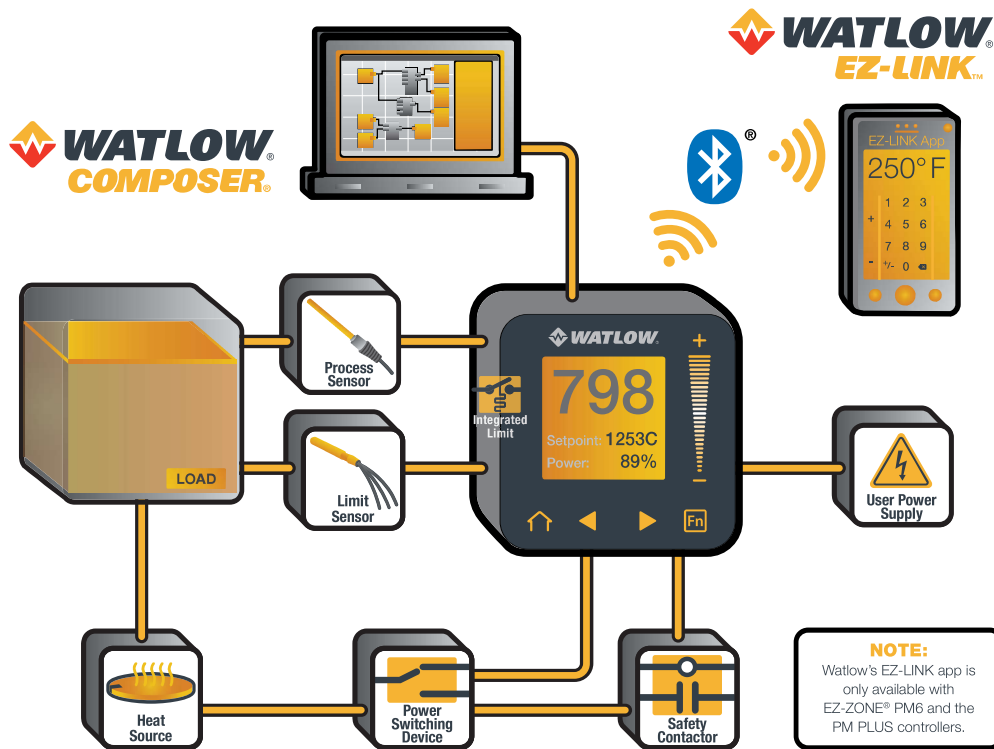 WATLOW®
EZ-LINK™
WATLOW®
COMPOSER®
®
EZ-LINK App
250°F
1 2 3
+ 4 5 6
7 8 9
- +/- 0
Process
Sensor
WATLOW®
+
798
Integrated
Limit
Setpoint: 1253C
Power: 89%
−
LOAD
Limit
Sensor
User Power
Supply
Fn
Heat
Source
Power
Switching
Device
Safety
Contactor
NOTE:
Watlow's EZ-LINK app is
only available with
EZ-ZONE® PM6 and the
PM PLUS controllers.